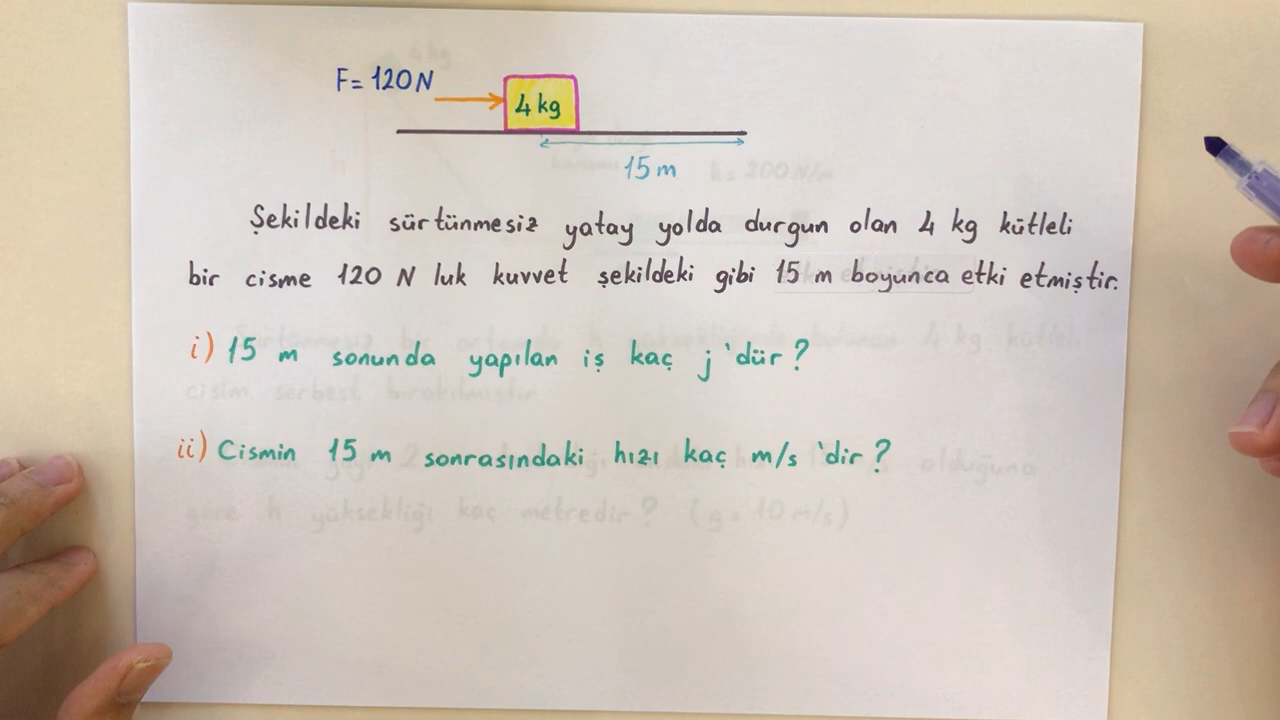 F= 120 N
4 kg
15 m
Şekildeki sürtünmesiz yatay yolda durgun olan 4 kg kütleli
bir cisme 120 N luk kuvvet şekildeki gibi 15 m boyunca etki etmiştir.
i) 15 m sonunda yapılan iş kaç j 'dür ?
ii) Cismin 15 m sonrasındaki hızı kaç m/s 'dir ?